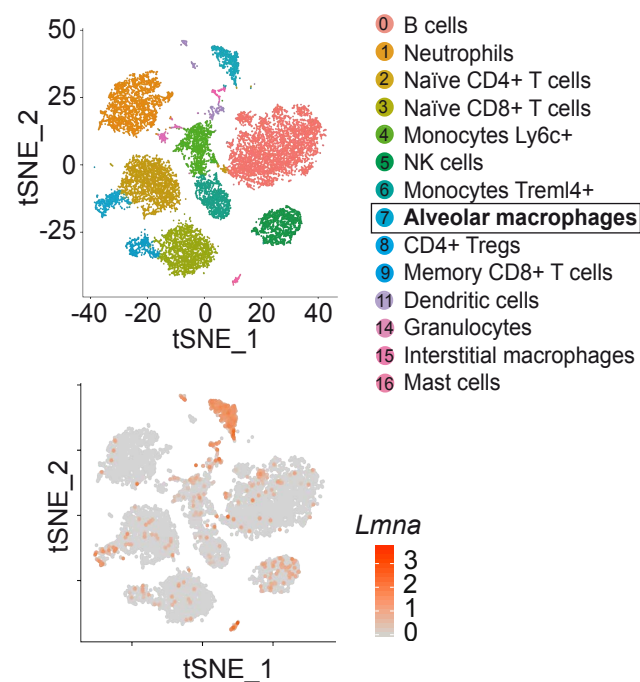 50
25
0
-25
tSNE_2
-40 -20 0 20 40
tSNE_1
0 B cells
1 Neutrophils
2 Naïve CD4+ T cells
3 Naïve CD8+ T cells
4 Monocytes Ly6c+
5 NK cells
6 Monocytes Treml4+
7 Alveolar macrophages
8 CD4+ Tregs
9 Memory CD8+ T cells
11 Dendritic cells
14 Granulocytes
15 Interstitial macrophages
16 Mast cells
tSNE_2
tSNE_1
Lmna
3
2
1
0